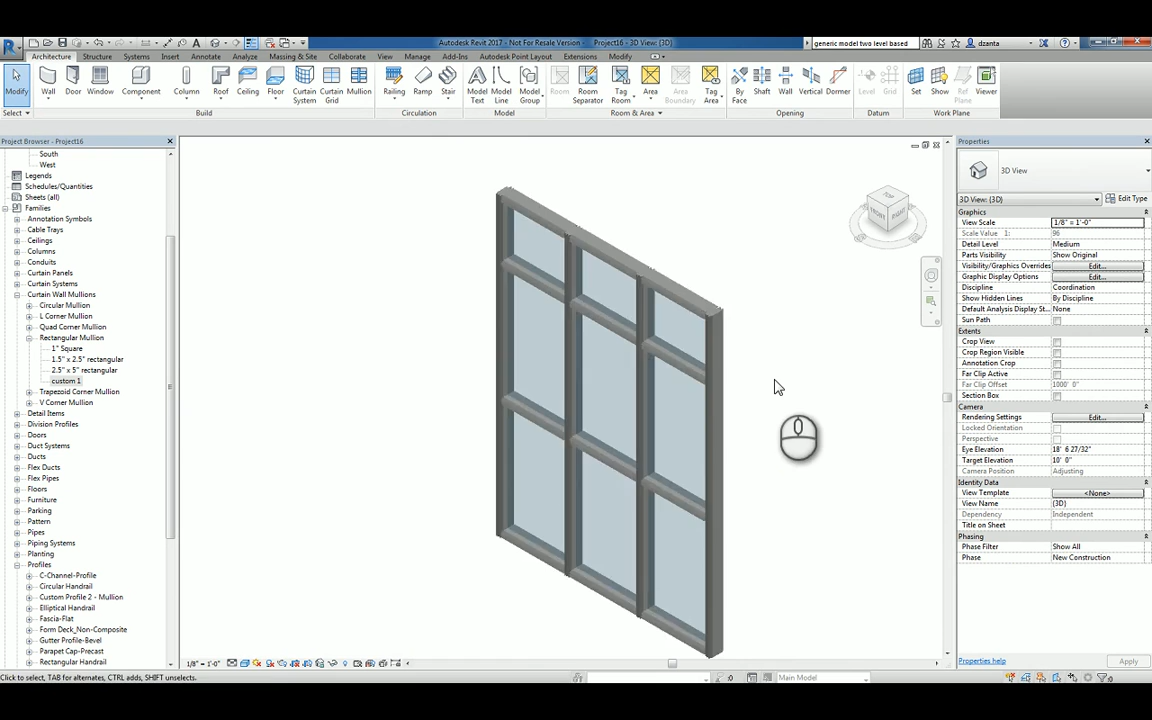 Autodesk Revit 2017 - Not For Resale Version - Project16 - 3D View: {3D}
generic model two level based
dzanta
Architecture Structure Systems Insert Annotate Analyze Massing & Site Collaborate View Manage Add-Ins Autodesk Point Layout Extensions Modify
Modify Wall Door Window Component Column Roof Ceiling Floor Curtain System Curtain Grid Mullion Railing Ramp Stair Model Text Model Line Model Group Room Room Separator Tag Room Area Area Boundary Tag Area By Face Shaft Wall Vertical Dormer Level Grid Set Show Ref Plane Viewer
Select Build Circulation Model Room & Area Opening Datum Work Plane
Project Browser - Project16
South
West
Legends
Schedules/Quantities
Sheets (all)
Families
Annotation Symbols
Cable Trays
Ceilings
Columns
Conduits
Curtain Panels
Curtain Systems
Curtain Wall Mullions
Circular Mullion
L Corner Mullion
Quad Corner Mullion
Rectangular Mullion
1" Square
1.5" x 2.5" rectangular
2.5" x 5" rectangular
custom 1
Trapezoid Corner Mullion
V Corner Mullion
Detail Items
Division Profiles
Doors
Duct Systems
Ducts
Flex Ducts
Flex Pipes
Floors
Furniture
Parking
Pattern
Pipes
Piping Systems
Planting
Profiles
C-Channel-Profile
Circular Handrail
Custom Profile 2 - Mullion
Elliptical Handrail
Fascia-Flat
Form Deck_Non-Composite
Gutter Profile-Bevel
Parapet Cap-Precast
Rectangular Handrail
TOP
FRONT
RIGHT
Properties
3D View
3D View: {3D}
Edit Type
Graphics
View Scale 1/8" = 1'-0"
Scale Value 1: 96
Detail Level Medium
Parts Visibility Show Original
Visibility/Graphics Overrides Edit...
Graphic Display Options Edit...
Discipline Coordination
Show Hidden Lines By Discipline
Default Analysis Display St... None
Sun Path
Extents
Crop View
Crop Region Visible
Annotation Crop
Far Clip Active
Far Clip Offset 1000' 0"
Section Box
Camera
Rendering Settings Edit...
Locked Orientation
Perspective
Eye Elevation 18' 6 27/32"
Target Elevation 10' 0"
Camera Position Adjusting
Identity Data
View Template <None>
View Name {3D}
Dependency Independent
Title on Sheet
Phasing
Phase Filter Show All
Phase New Construction
Properties help
Apply
1/8" = 1'-0"
Click to select, TAB for alternates, CTRL adds, SHIFT unselects.
:0
Main Model
:0